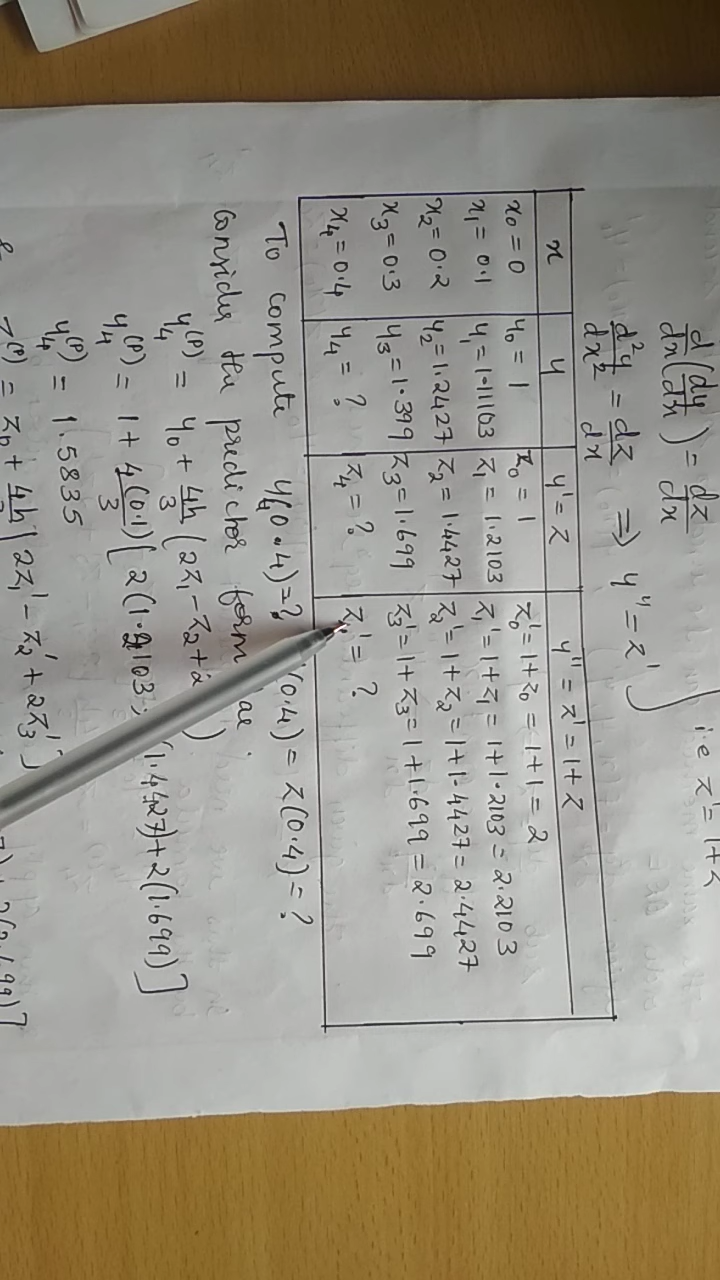 d/dx (dy/dx) = dz/dx
d²y/dx² = dz/dx ⇒ y'' = z' } i.e z' = 1+z
x | y | y' = z | y'' = z' = 1+z
x₀ = 0 | y₀ = 1 | z₀ = 1 | z₀' = 1+z₀ = 1+1 = 2
x₁ = 0.1 | y₁ = 1.11103 | z₁ = 1.2103 | z₁' = 1+z₁ = 1+1.2103 = 2.2103
x₂ = 0.2 | y₂ = 1.2427 | z₂ = 1.4427 | z₂' = 1+z₂ = 1+1.4427 = 2.4427
x₃ = 0.3 | y₃ = 1.399 | z₃ = 1.699 | z₃' = 1+z₃ = 1+1.699 = 2.699
x₄ = 0.4 | y₄ = ? | z₄ = ? | z₄' = ?
To compute y(0.4) = ? (0.4) = z(0.4) = ?
Consider the predictor form
y₄⁽ᴾ⁾ = y₀ + 4h/3 (2z₁ - z₂ + 2 )
y₄⁽ᴾ⁾ = 1 + 4(0.1)/3 [2(1.2103) (1.4427) + 2(1.699)]
y₄⁽ᴾ⁾ = 1.5835
z⁽ᴾ⁾ = z₀ + 4h [2z₁' - z₂' + 2z₃']